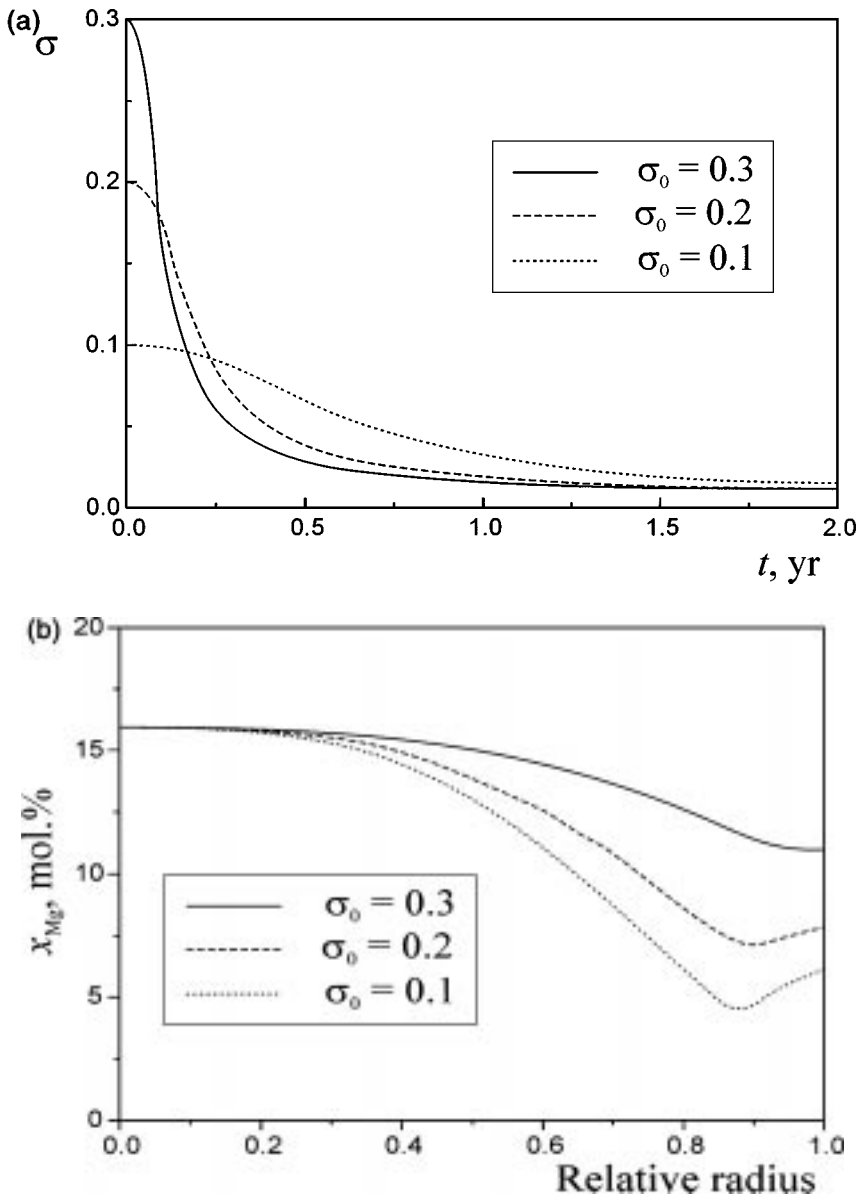 (a)
σ
0.3
0.2
0.1
0.0
σ₀ = 0.3
σ₀ = 0.2
σ₀ = 0.1
0.0 0.5 1.0 1.5 2.0
t, yr
(b)
20
15
10
5
0
x_Mg, mol.%
σ₀ = 0.3
σ₀ = 0.2
σ₀ = 0.1
0.0 0.2 0.4 0.6 0.8 1.0
Relative radius